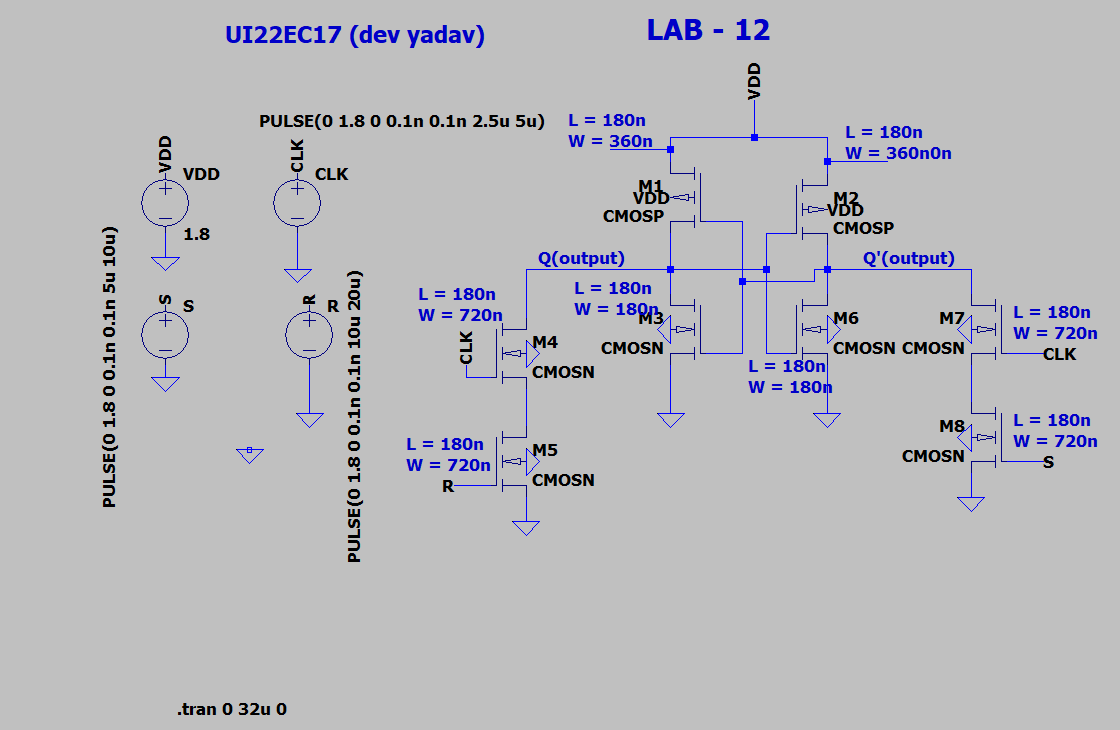 UI22EC17 (dev yadav)
LAB - 12
PULSE(0 1.8 0 0.1n 0.1n 2.5u 5u)
VDD
VDD
1.8
CLK
CLK
S
S
PULSE(0 1.8 0 0.1n 0.1n 5u 10u)
R
R
PULSE(0 1.8 0 0.1n 0.1n 10u 20u)
VDD
L = 180n
W = 360n
M1
VDD
CMOSP
L = 180n
W = 360n0n
M2
VDD
CMOSP
Q(output)
Q'(output)
L = 180n
W = 720n
CLK
M4
CMOSN
L = 180n
W = 180n
M3
CMOSN
M6
CMOSN
L = 180n
W = 180n
M7
CMOSN
L = 180n
W = 720n
CLK
L = 180n
W = 720n
R
M5
CMOSN
M8
CMOSN
L = 180n
W = 720n
S
.tran 0 32u 0